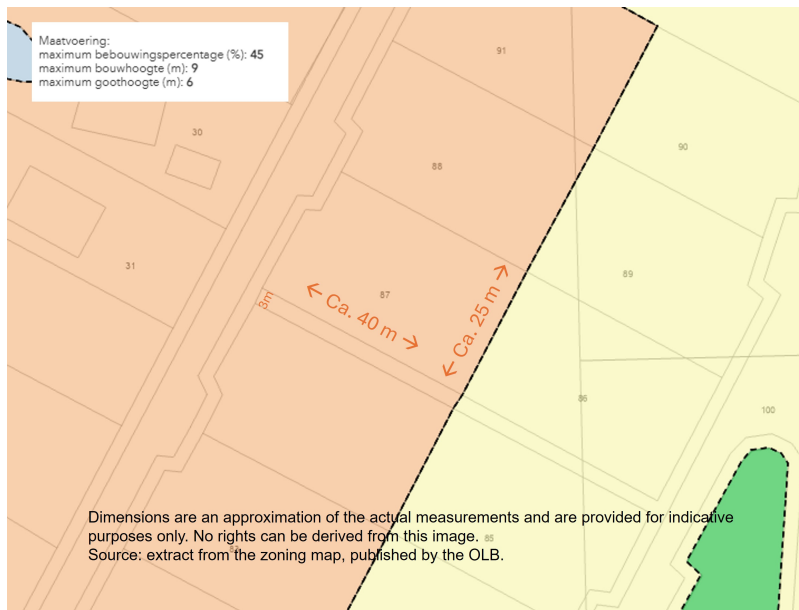 Maatvoering:
maximum bebouwingspercentage (%): 45
maximum bouwhoogte (m): 9
maximum goothoogte (m): 6
91
30
90
88
31
89
87
8m
Ca. 40 m
Ca. 25 m
86
100
Dimensions are an approximation of the actual measurements and are provided for indicative
purposes only. No rights can be derived from this image.
85
Source: extract from the zoning map, published by the OLB.